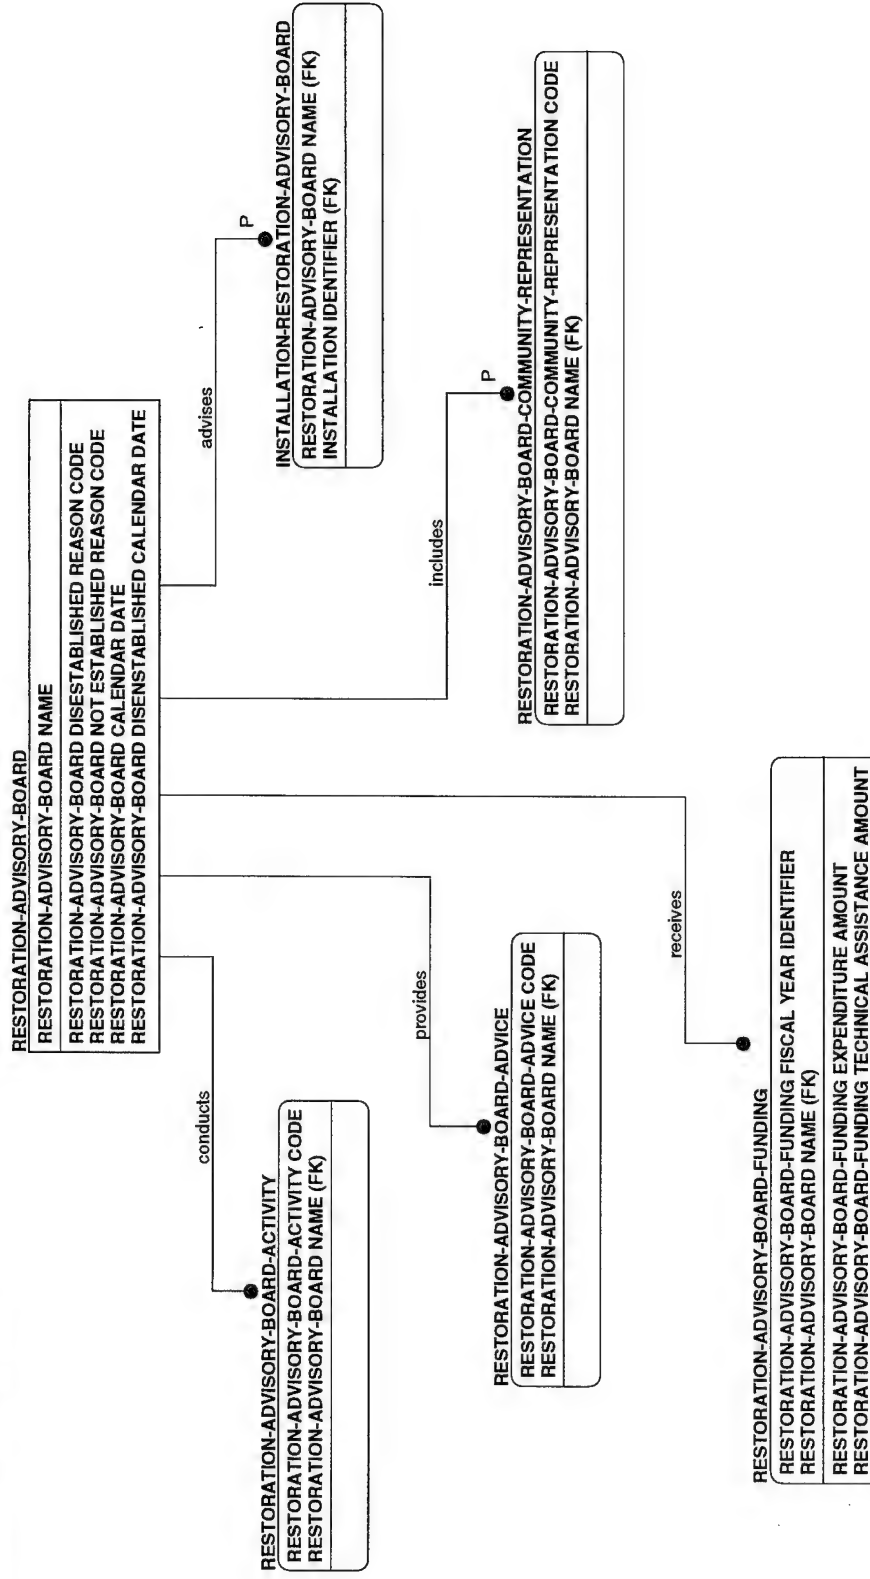 RESTORATION-ADVISORY-BOARD
RESTORATION-ADVISORY-BOARD NAME
RESTORATION-ADVISORY-BOARD DISESTABLISHED REASON CODE
RESTORATION-ADVISORY-BOARD NOT ESTABLISHED REASON CODE
RESTORATION-ADVISORY-BOARD CALENDAR DATE
RESTORATION-ADVISORY-BOARD DISENSTABLISHED CALENDAR DATE
conducts
RESTORATION-ADVISORY-BOARD-ACTIVITY
RESTORATION-ADVISORY-BOARD-ACTIVITY CODE
RESTORATION-ADVISORY-BOARD NAME (FK)
provides
RESTORATION-ADVISORY-BOARD-ADVICE
RESTORATION-ADVISORY-BOARD-ADVICE CODE
RESTORATION-ADVISORY-BOARD NAME (FK)
receives
RESTORATION-ADVISORY-BOARD-FUNDING
RESTORATION-ADVISORY-BOARD-FUNDING FISCAL YEAR IDENTIFIER
RESTORATION-ADVISORY-BOARD NAME (FK)
RESTORATION-ADVISORY-BOARD-FUNDING EXPENDITURE AMOUNT
RESTORATION-ADVISORY-BOARD-FUNDING TECHNICAL ASSISTANCE AMOUNT
includes
P
RESTORATION-ADVISORY-BOARD-COMMUNITY-REPRESENTATION
RESTORATION-ADVISORY-BOARD-COMMUNITY-REPRESENTATION CODE
RESTORATION-ADVISORY-BOARD NAME (FK)
advises
P
INSTALLATION-RESTORATION-ADVISORY-BOARD
RESTORATION-ADVISORY-BOARD NAME (FK)
INSTALLATION IDENTIFIER (FK)